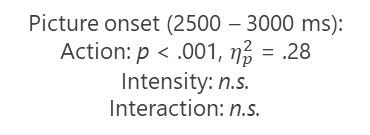 Picture onset (2500 – 3000 ms):
Action: p < .001, η²ₚ = .28
Intensity: n.s.
Interaction: n.s.